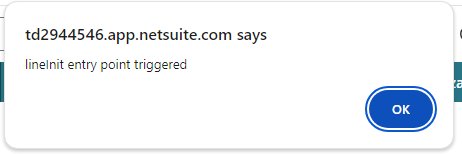 td2944546.app.netsuite.com says
lineInit entry point triggered
OK